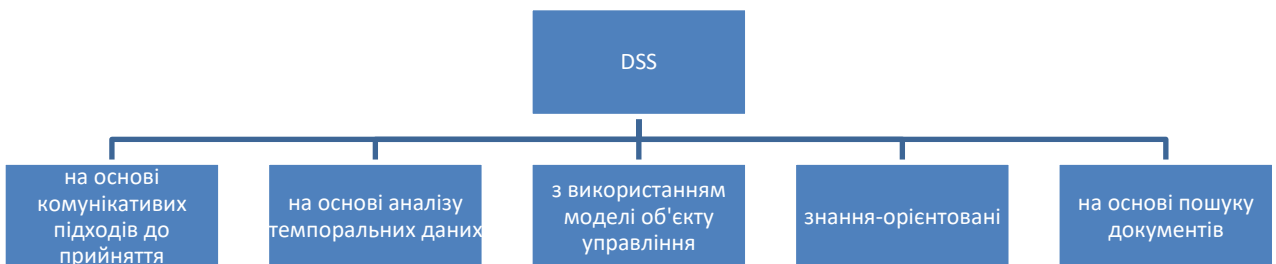 DSS
на основі
комунікативних
підходів до
прийняття
на основі аналізу
темпоральних даних
з використанням
моделі об'єкту
управління
знання-орієнтовані
на основі пошуку
документів